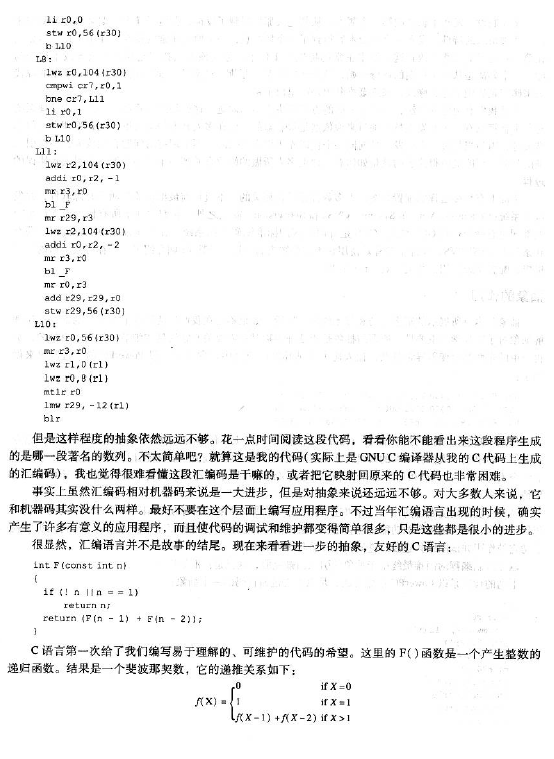 li r0,0
stw r0,56(r30)
b L10
L8:
lwz r0,104(r30)
cmpwi cr7,r0,1
bne cr7,L11
li r0,1
stw r0,56(r30)
b L10
L11:
lwz r2,104(r30)
addi r0,r2,-1
mr r3,r0
bl _F
mr r29,r3
lwz r2,104(r30)
addi r0,r2,-2
mr r3,r0
bl _F
mr r0,r3
add r29,r29,r0
stw r29,56(r30)
L10:
lwz r0,56(r30)
mr r3,r0
lwz r1,0(r1)
lwz r0,8(r1)
mtlr r0
lmw r29,-12(r1)
blr
但是这样程度的抽象依然远远不够。花一点时间阅读这段代码，看看你能不能看出来这段程序生成
的是哪一段著名的数列。不太简单吧？就算这是我的代码(实际上是 GNU C 编译器从我的 C 代码上生成
的汇编码)，我也觉得很难看懂这段汇编码是干嘛的，或者把它映射回原来的 C 代码也非常困难。
事实上虽然汇编码相对机器码来说是一大进步，但是对抽象来说还远远不够。对大多数人来说，它
和机器码其实没什么两样。最好不要在这个层面上编写应用程序。不过当年汇编语言出现的时候，确实
产生了许多有意义的应用程序，而且使代码的调试和维护都变得简单很多，只是这些都是很小的进步。
很显然，汇编语言并不是故事的结尾。现在来看看进一步的抽象，友好的 C 语言：
int F(const int n)
{
if (! n || n = = 1)
return n;
return (F(n - 1) + F(n - 2));
}
C 语言第一次给了我们编写易于理解的、可维护的代码的希望。这里的 F( ) 函数是一个产生整数的
递归函数。结果是一个斐波那契数，它的递推关系如下：
0 if X=0
f(X) = { 1 if X=1
f(X-1)+f(X-2) if X>1